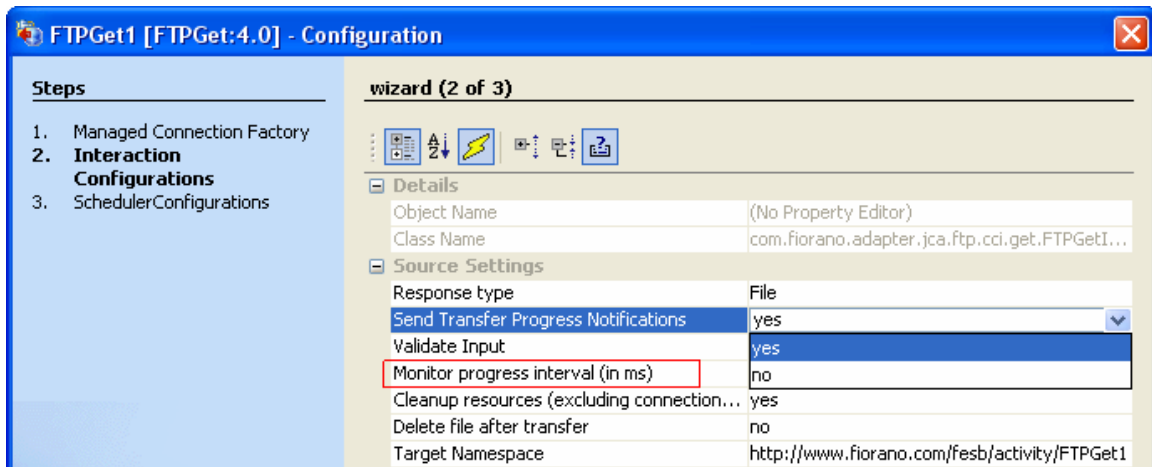 FTPGet1 [FTPGet:4.0] - Configuration
Steps
1. Managed Connection Factory
2. Interaction
Configurations
3. SchedulerConfigurations
wizard (2 of 3)
Details
Object Name (No Property Editor)
Class Name com.fiorano.adapter.jca.ftp.cci.get.FTPGetI...
Source Settings
Response type File
Send Transfer Progress Notifications yes
Validate Input yes
Monitor progress interval (in ms) no
Cleanup resources (excluding connection... yes
Delete file after transfer no
Target Namespace http://www.fiorano.com/fesb/activity/FTPGet1